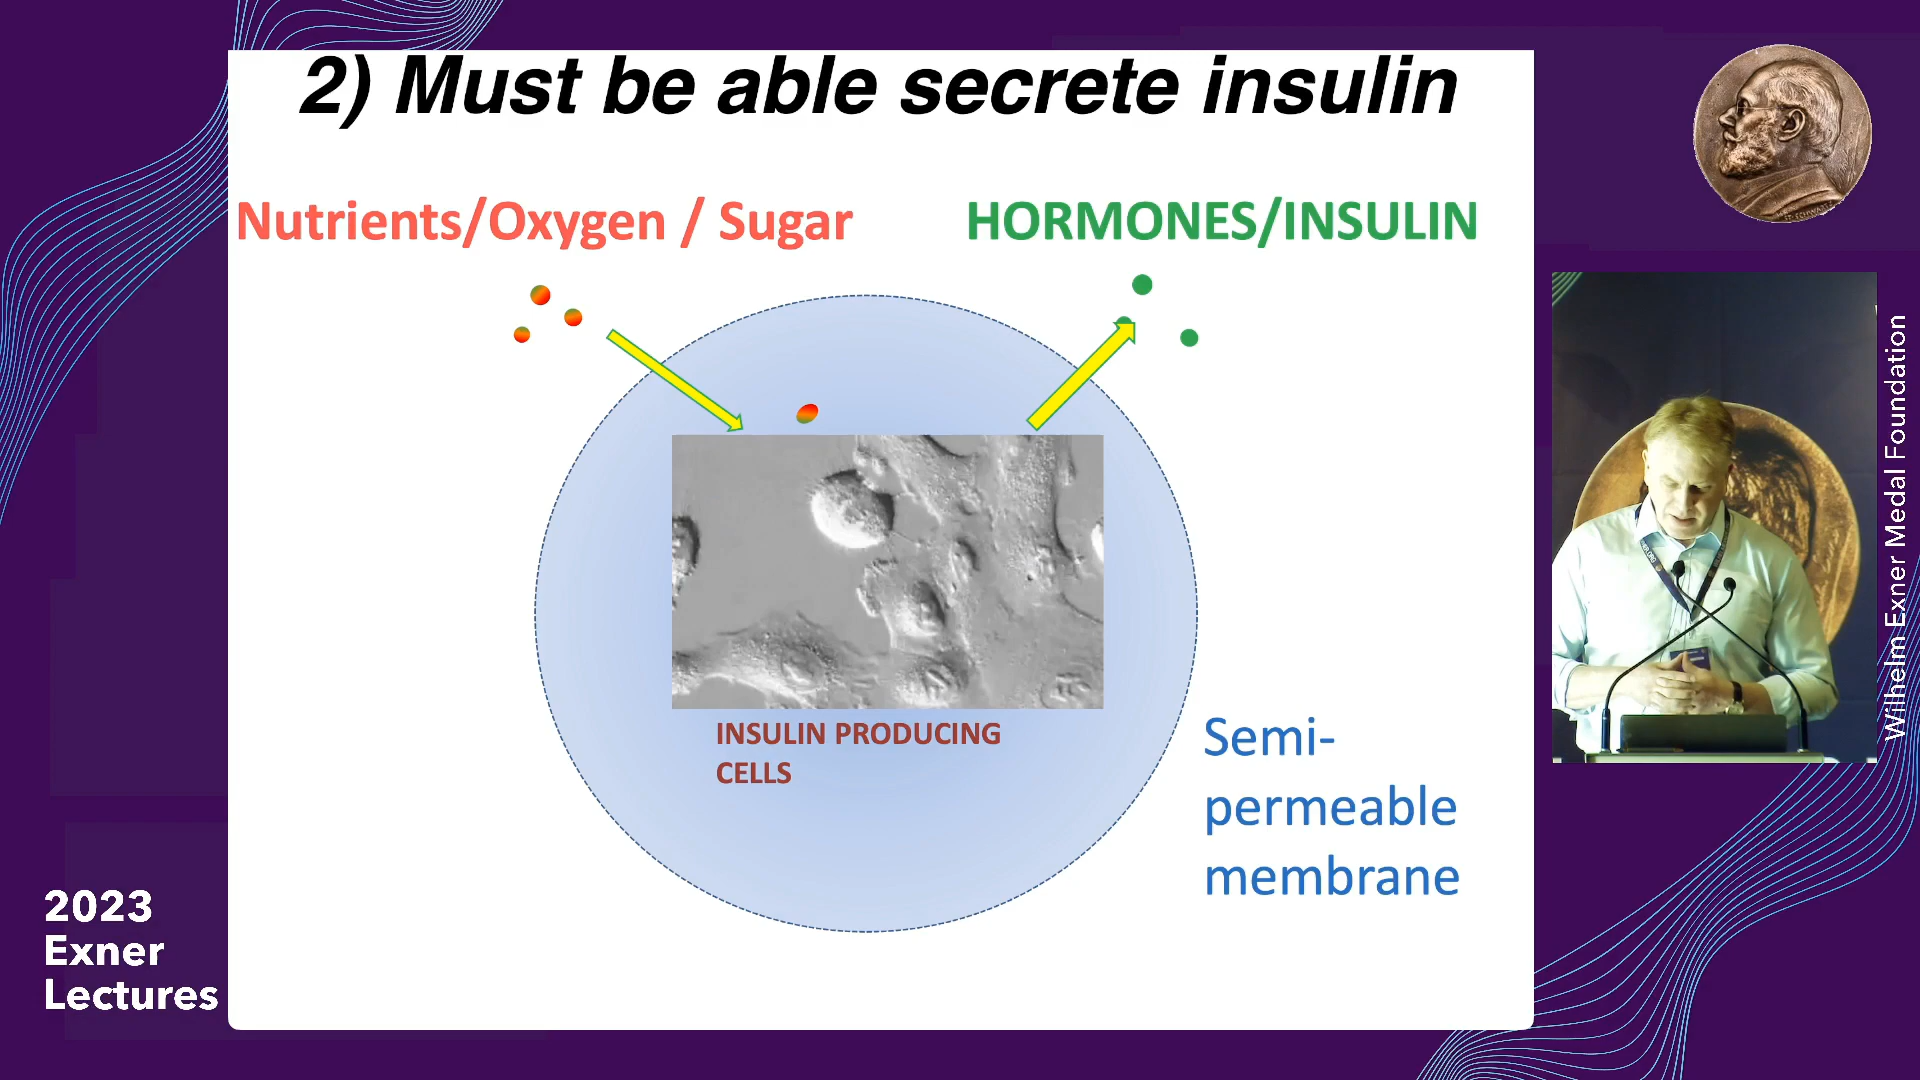 2) Must be able secrete insulin
Nutrients/Oxygen / Sugar
HORMONES/INSULIN
INSULIN PRODUCING
CELLS
Semi-
permeable
membrane
2023
Exner
Lectures
Wilhelm Exner Medal Foundation